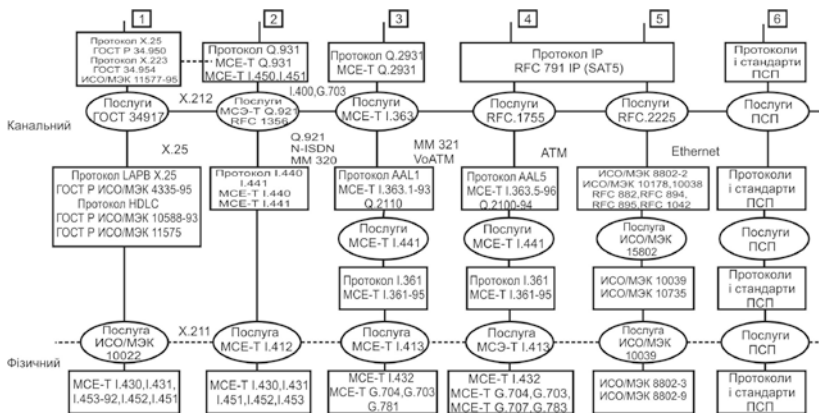 1
2
3
4
5
6
Протокол X.25
ГОСТ Р 34.950
Протокол X.223
ГОСТ 34.954
ИСО/МЭК 11577-95
Протокол Q.931
МСЕ-Т Q.931
МСЕ-Т I.450,I.451
Протокол Q.2931
МСЕ-Т Q.2931
Протокол IP
RFC 791 IP (SAT5)
Протоколи
і стандарти
ПСП
Канальний
Послуги
ГОСТ 34917
X.212
Послуги
МСЭ-Т Q.921
RFC 1356
I.400,G.703
Послуги
МСЕ-Т I.363
Послуги
RFC.1755
Послуги
RFC.2225
Послуги
ПСП
X.25
Q.921
N-ISDN
MM 320
MM 321
VoATM
ATM
Ethernet
Протокол LAPB X.25
ГОСТ Р ИСО/МЭК 4335-95
Протокол HDLC
ГОСТ Р ИСО/МЭК 10588-93
ГОСТ Р ИСО/МЭК 11575
Протокол I.440
I.441
МСЕ-Т I.440
МСЕ-Т I.441
Протокол AAL1
МСЕ-Т I.363.1-93
Q.2110
Протокол AAL5
МСЕ-Т I.363.5-96
Q.2100-94
ИСО/МЭК 8802-2
ИСО/МЭК 10178,10038
RFC 882,RFC 894,
RFC 895,RFC 1042
Протоколи
і стандарти
ПСП
Послуги
МСЕ-Т I.441
Послуги
МСЕ-Т I.441
Послуга
ИСО/МЭК
15802
Послуги
ПСП
Протокол I.361
МСЕ-Т I.361-95
Протокол I.361
МСЕ-Т I.361-95
ИСО/МЭК 10039
ИСО/МЭК 10735
Протоколи
і стандарти
ПСП
Фізичний
Послуга
ИСО/МЭК
10022
X.211
Послуга
МСЕ-Т I.412
Послуга
МСЕ-Т I.413
Послуга
МСЭ-Т I.413
Послуга
ИСО/МЭК
10039
Послуги
ПСП
МСЕ-Т I.430,I.431,
I.453-92,I.452,I.451
МСЕ-Т I.430,I.431
I.451,I.452,I.453
МСЕ-Т I.432
МСЕ-Т G.704,G.703
G.781
МСЕ-Т I.432
МСЕ-Т G.704,G.703,
МСЕ-Т G.707,G.783
ИСО/МЭК 8802-3
ИСО/МЭК 8802-9
Протоколи
і стандарти
ПСП